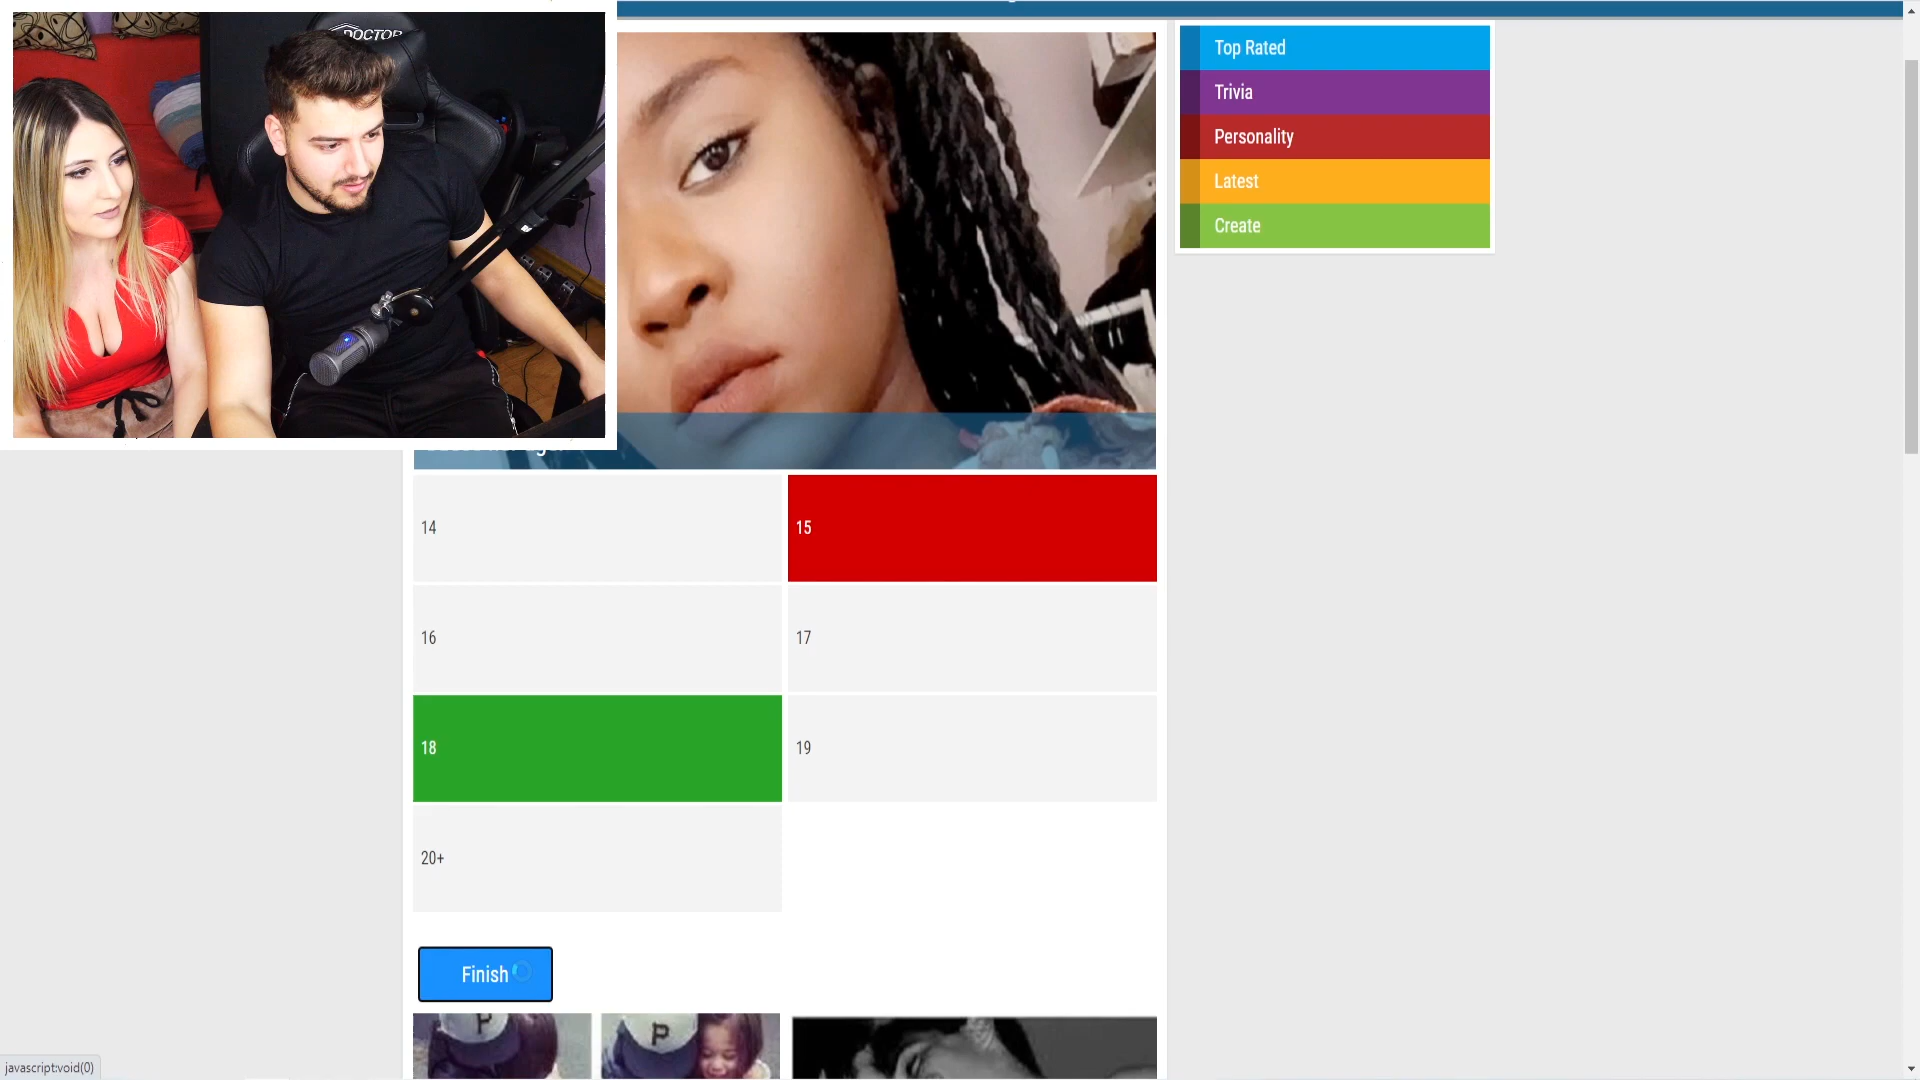 DOCTOR
Top Rated
Trivia
Personality
Latest
Create
14
15
16
17
18
19
20+
Finish
P
P
javascript:void(0)